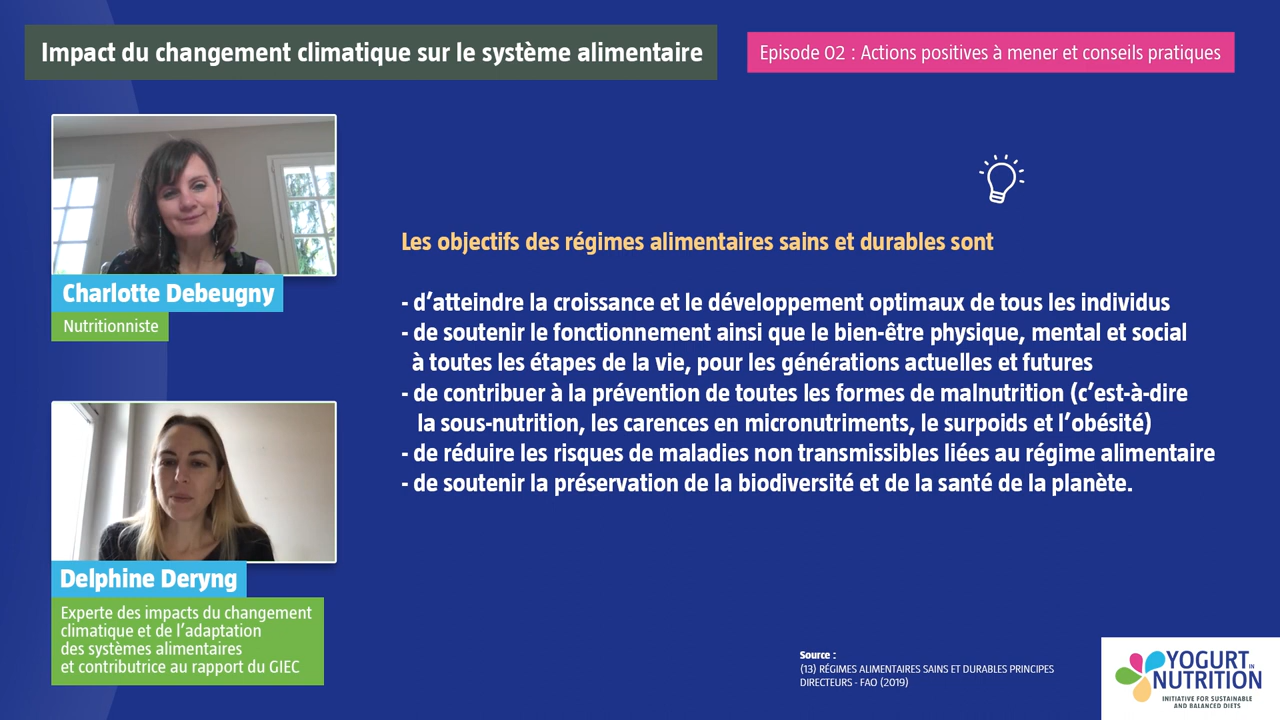 Impact du changement climatique sur le système alimentaire
Episode 02 : Actions positives à mener et conseils pratiques
Charlotte Debeugny
Nutritionniste
Delphine Deryng
Experte des impacts du changement
climatique et de l’adaptation
des systèmes alimentaires
et contributrice au rapport du GIEC
Les objectifs des régimes alimentaires sains et durables sont
- d’atteindre la croissance et le développement optimaux de tous les individus
- de soutenir le fonctionnement ainsi que le bien-être physique, mental et social
à toutes les étapes de la vie, pour les générations actuelles et futures
- de contribuer à la prévention de toutes les formes de malnutrition (c’est-à-dire
la sous-nutrition, les carences en micronutriments, le surpoids et l’obésité)
- de réduire les risques de maladies non transmissibles liées au régime alimentaire
- de soutenir la préservation de la biodiversité et de la santé de la planète.
Source :
(13) RÉGIMES ALIMENTAIRES SAINS ET DURABLES PRINCIPES
DIRECTEURS - FAO (2019)
YOGURT IN
NUTRITION
INITIATIVE FOR SUSTAINABLE
AND BALANCED DIETS